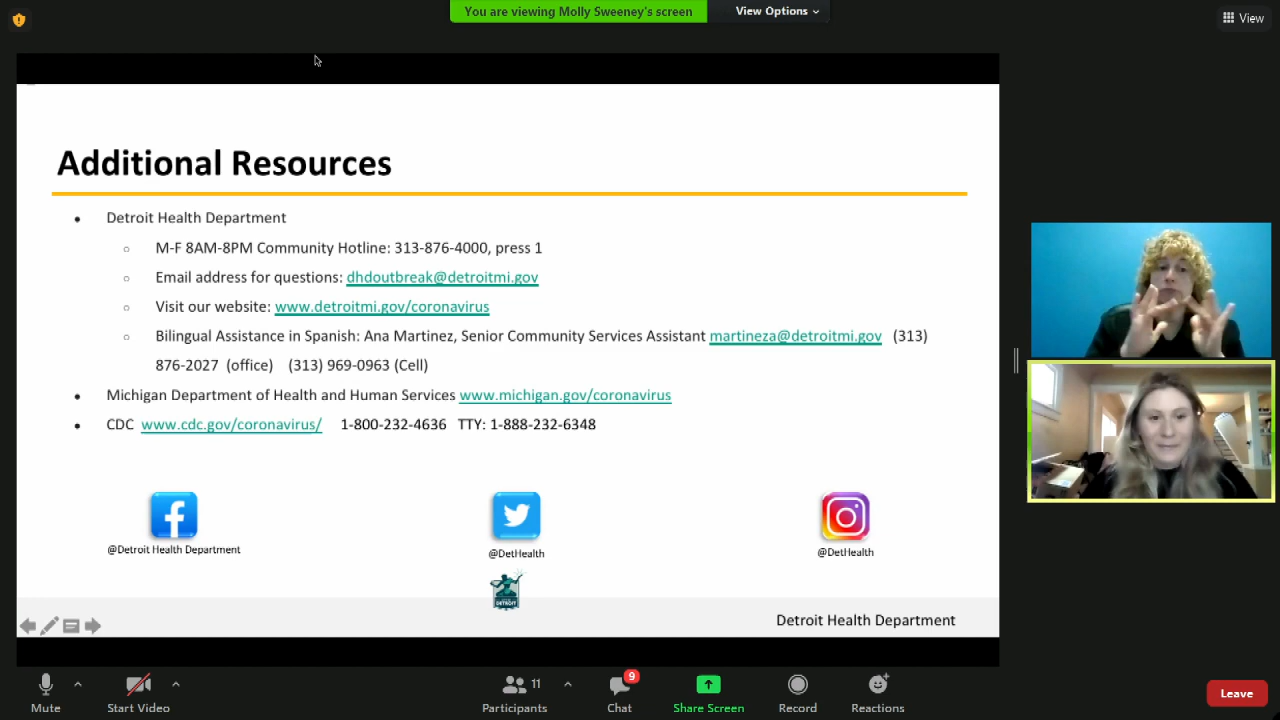 You are viewing Molly Sweeney's screen
View Options
View
Additional Resources
Detroit Health Department
M-F 8AM-8PM Community Hotline: 313-876-4000, press 1
Email address for questions: dhdoutbreak@detroitmi.gov
Visit our website: www.detroitmi.gov/coronavirus
Bilingual Assistance in Spanish: Ana Martinez, Senior Community Services Assistant martineza@detroitmi.gov (313)
876-2027 (office) (313) 969-0963 (Cell)
Michigan Department of Health and Human Services www.michigan.gov/coronavirus
CDC www.cdc.gov/coronavirus/ 1-800-232-4636 TTY: 1-888-232-6348
@Detroit Health Department
@DetHealth
@DetHealth
DETROIT
Detroit Health Department
Mute
Start Video
11
Participants
9
Chat
Share Screen
Record
Reactions
Leave